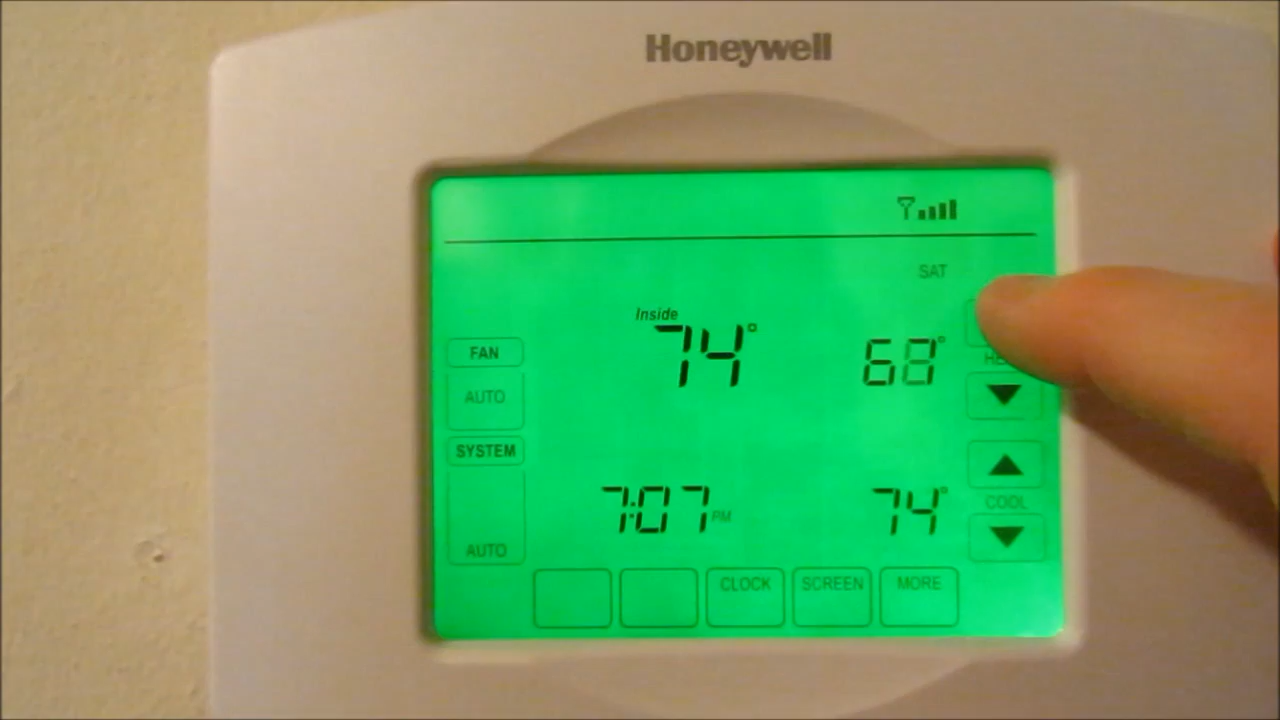 Honeywell
SAT
Inside
74°
68°
FAN
AUTO
SYSTEM
AUTO
7:07 PM
74°
COOL
CLOCK
SCREEN
MORE